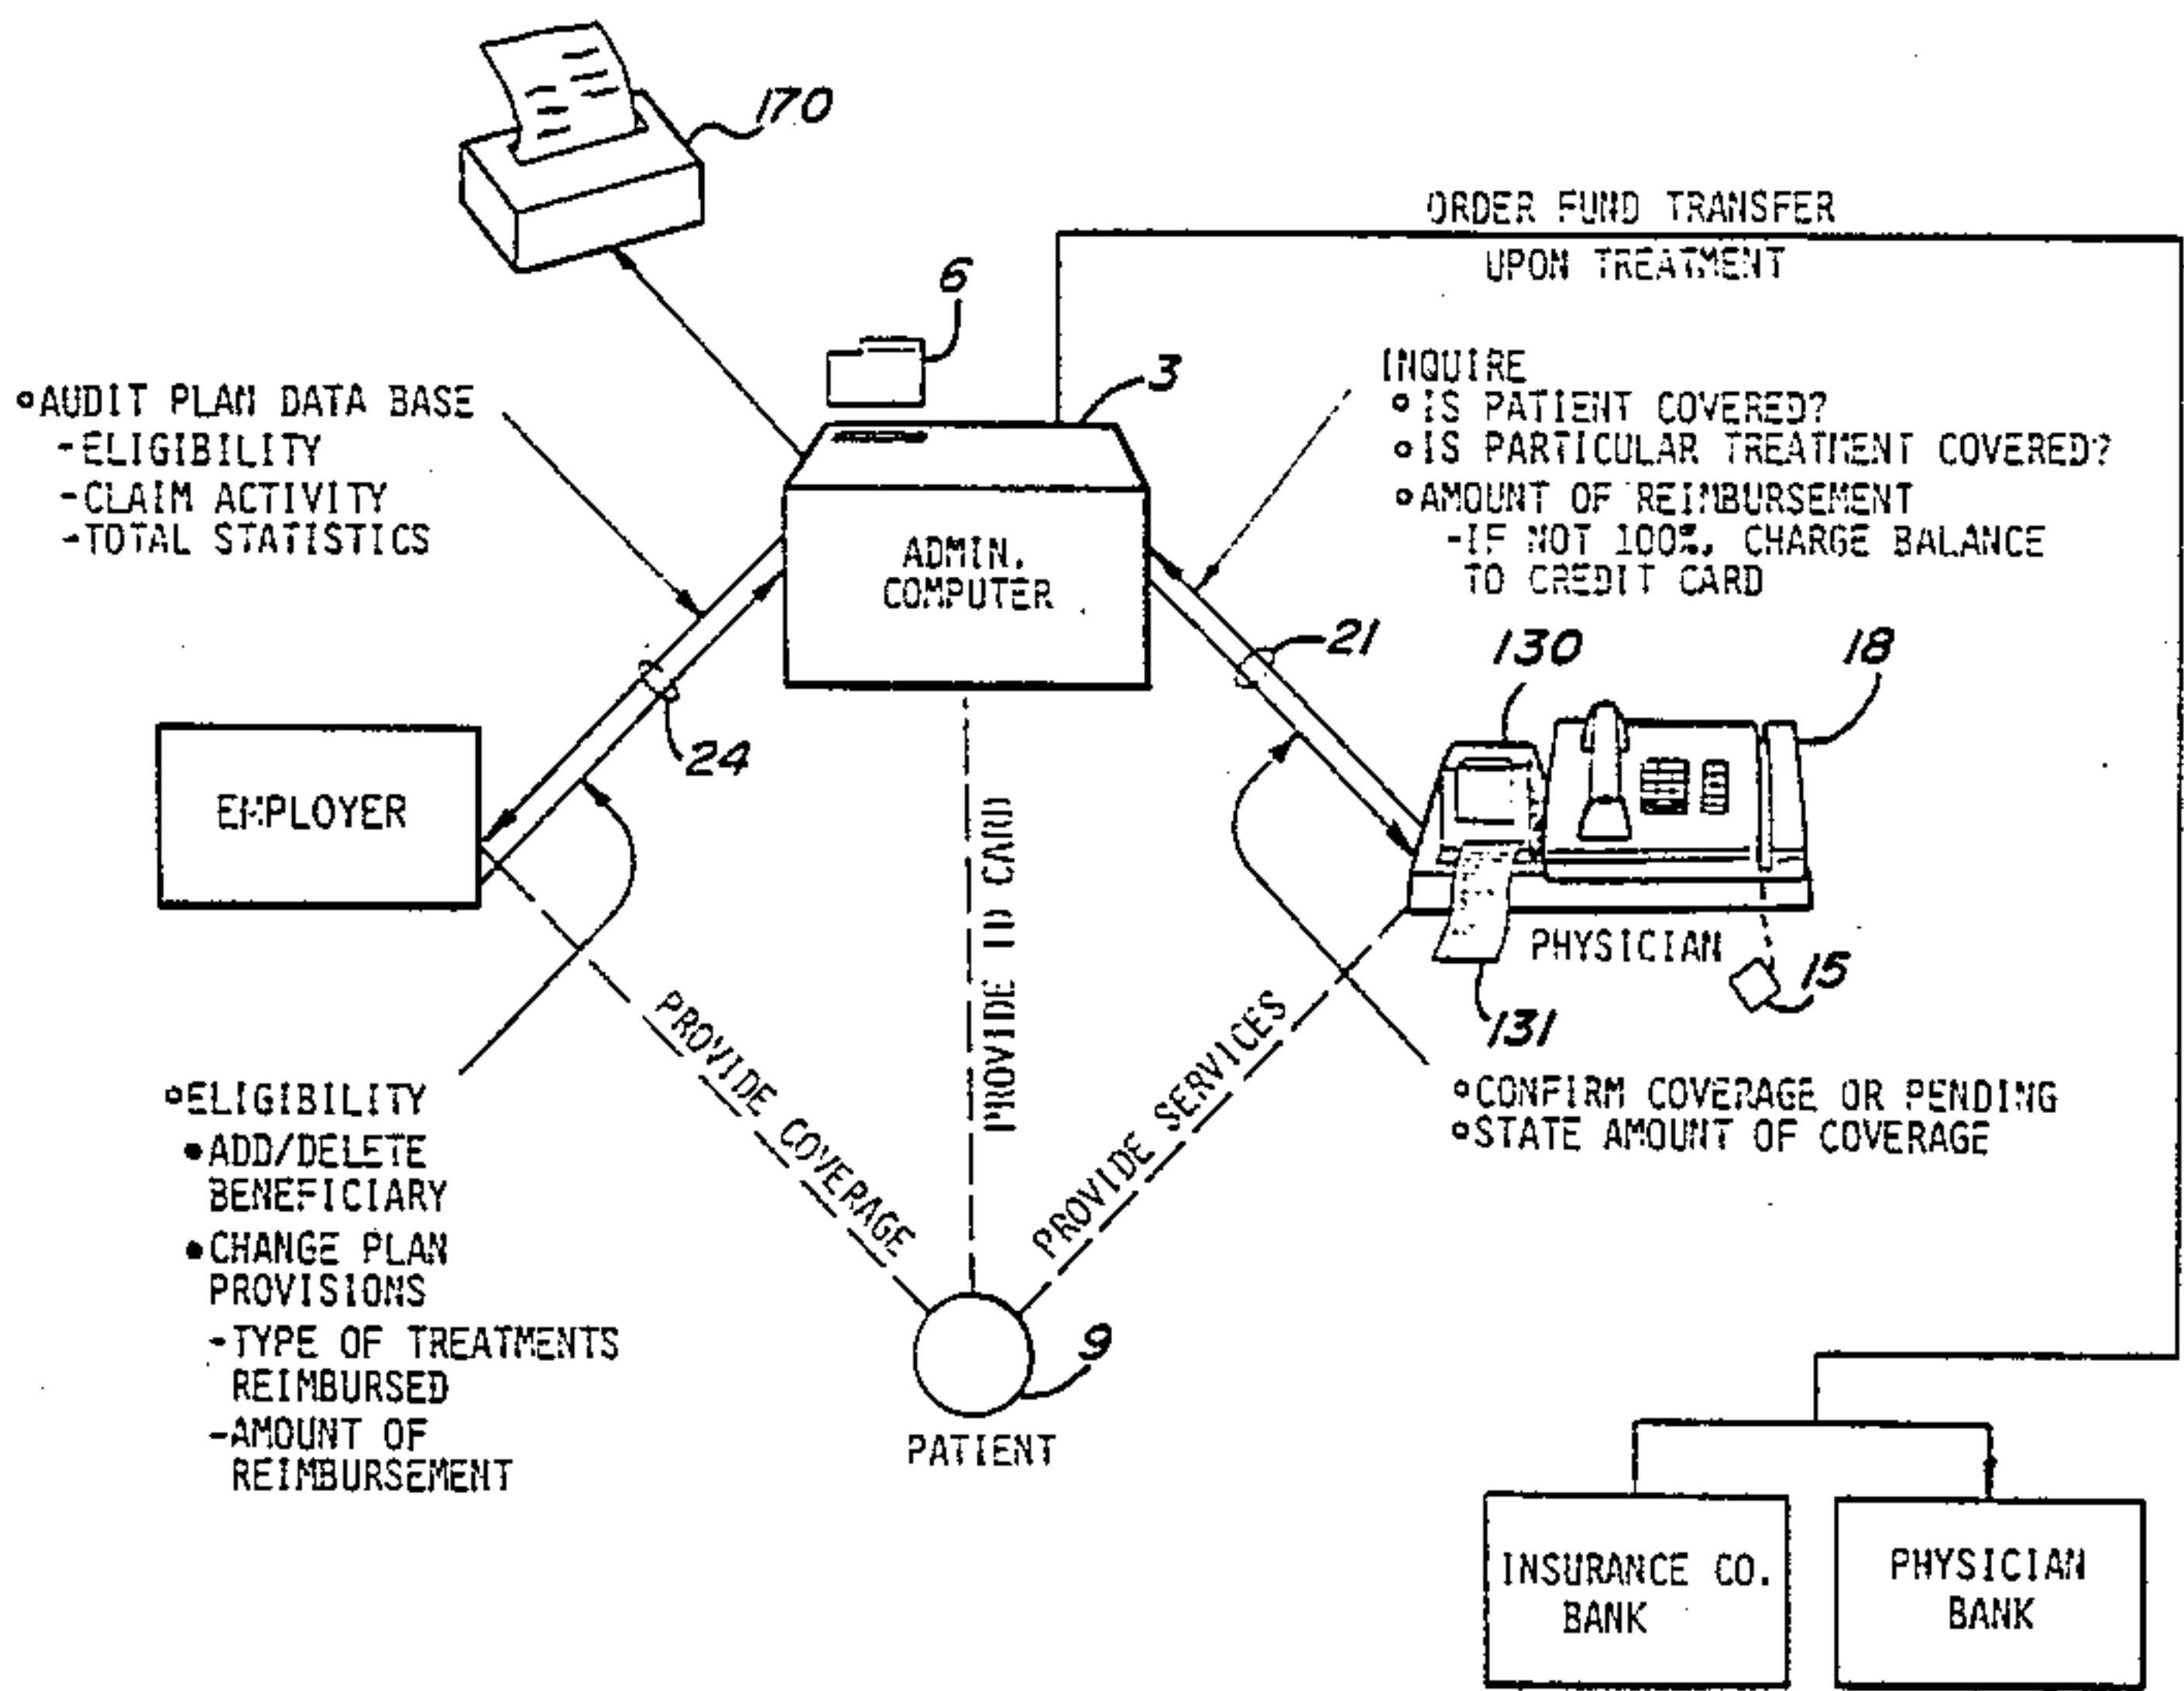 170
ORDER FUND TRANSFER
UPON TREATMENT
6
3
INQUIRE
°IS PATIENT COVERED?
°IS PARTICULAR TREATMENT COVERED?
°AMOUNT OF REIMBURSEMENT
-IF NOT 100%, CHARGE BALANCE
TO CREDIT CARD
°AUDIT PLAN DATA BASE
-ELIGIBILITY
-CLAIM ACTIVITY
-TOTAL STATISTICS
ADMIN.
COMPUTER
21
130
18
24
EMPLOYER
PHYSICIAN
15
131
PROVIDE COVERAGE
PROVIDE ID CARD
PROVIDE SERVICES
°CONFIRM COVERAGE OR PENDING
°STATE AMOUNT OF COVERAGE
°ELIGIBILITY
•ADD/DELETE
BENEFICIARY
•CHANGE PLAN
PROVISIONS
-TYPE OF TREATMENTS
REIMBURSED
-AMOUNT OF
REIMBURSEMENT
9
PATIENT
INSURANCE CO.
BANK
PHYSICIAN
BANK